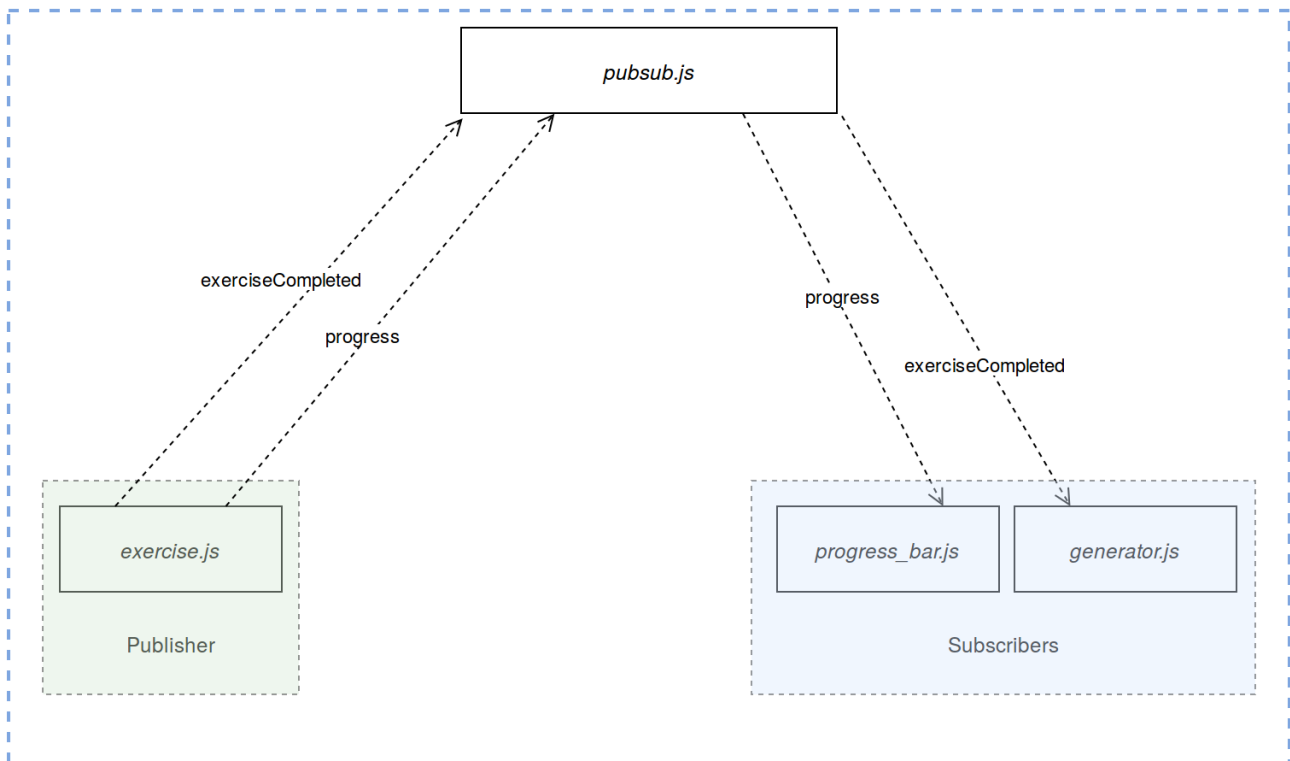 pubsub.js
exerciseCompleted
progress
progress
exerciseCompleted
exercise.js
Publisher
progress_bar.js
generator.js
Subscribers